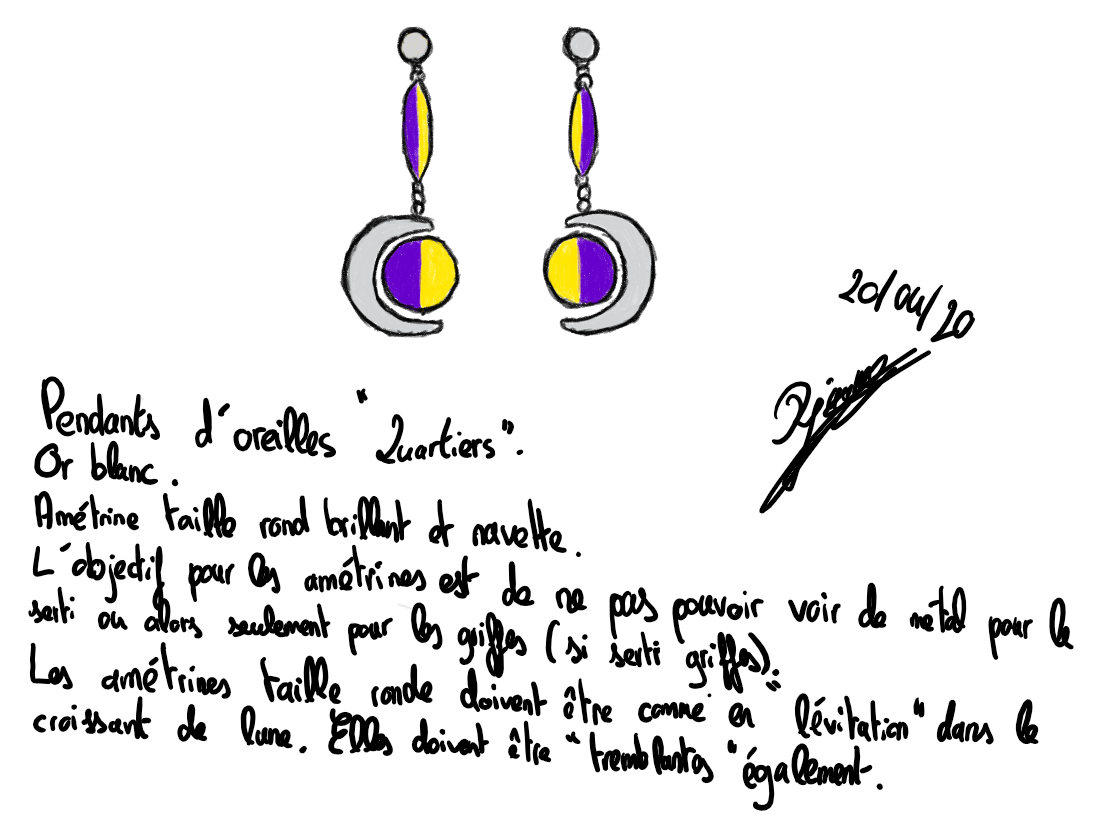 20/04/20
Pendants d'oreilles "Quartiers".
Or blanc.
Amétrine taille rond brillant et navette.
L'objectif pour les amétrines est de ne pas pouvoir voir de métal pour le
serti ou alors seulement pour les griffes (si serti griffes).
Les amétrines taille ronde doivent être comme en "lévitation" dans le
croissant de lune. Elles doivent être "tremblantes" également.